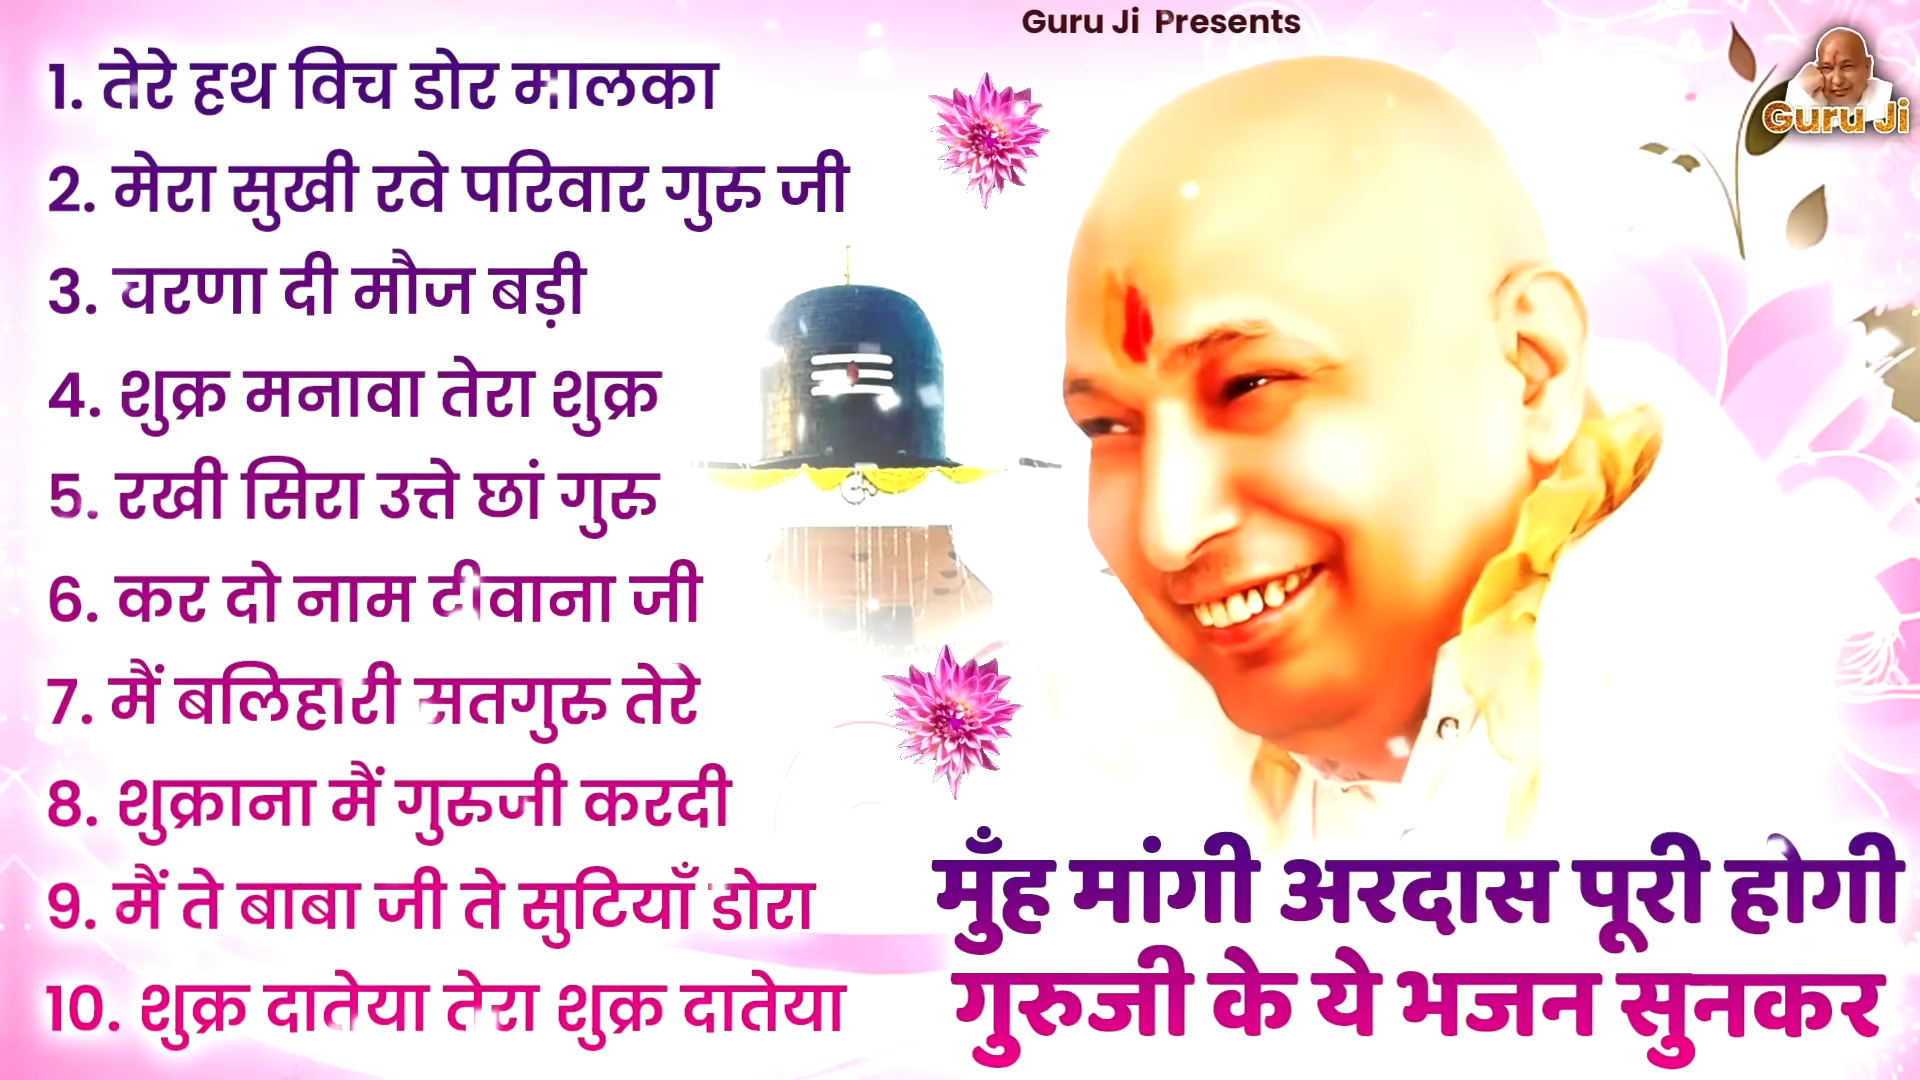 Guru Ji Presents
Guru Ji
1. तेरे हथ विच डोर मालका
2. मेरा सुखी रवे परिवार गुरु जी
3. चरणा दी मौज बड़ी
4. शुक्र मनावा तेरा शुक्र
5. रखी सिरा उत्ते छां गुरु
6. कर दो नाम दीवाना जी
7. मैं बलिहारी सतगुरु तेरे
8. शुक्राना मैं गुरुजी करदी
9. मैं ते बाबा जी ते सुटियाँ डोरा
10. शुक्र दातेया तेरा शुक्र दातेया
मुँह मांगी अरदास पूरी होगी
गुरुजी के ये भजन सुनकर